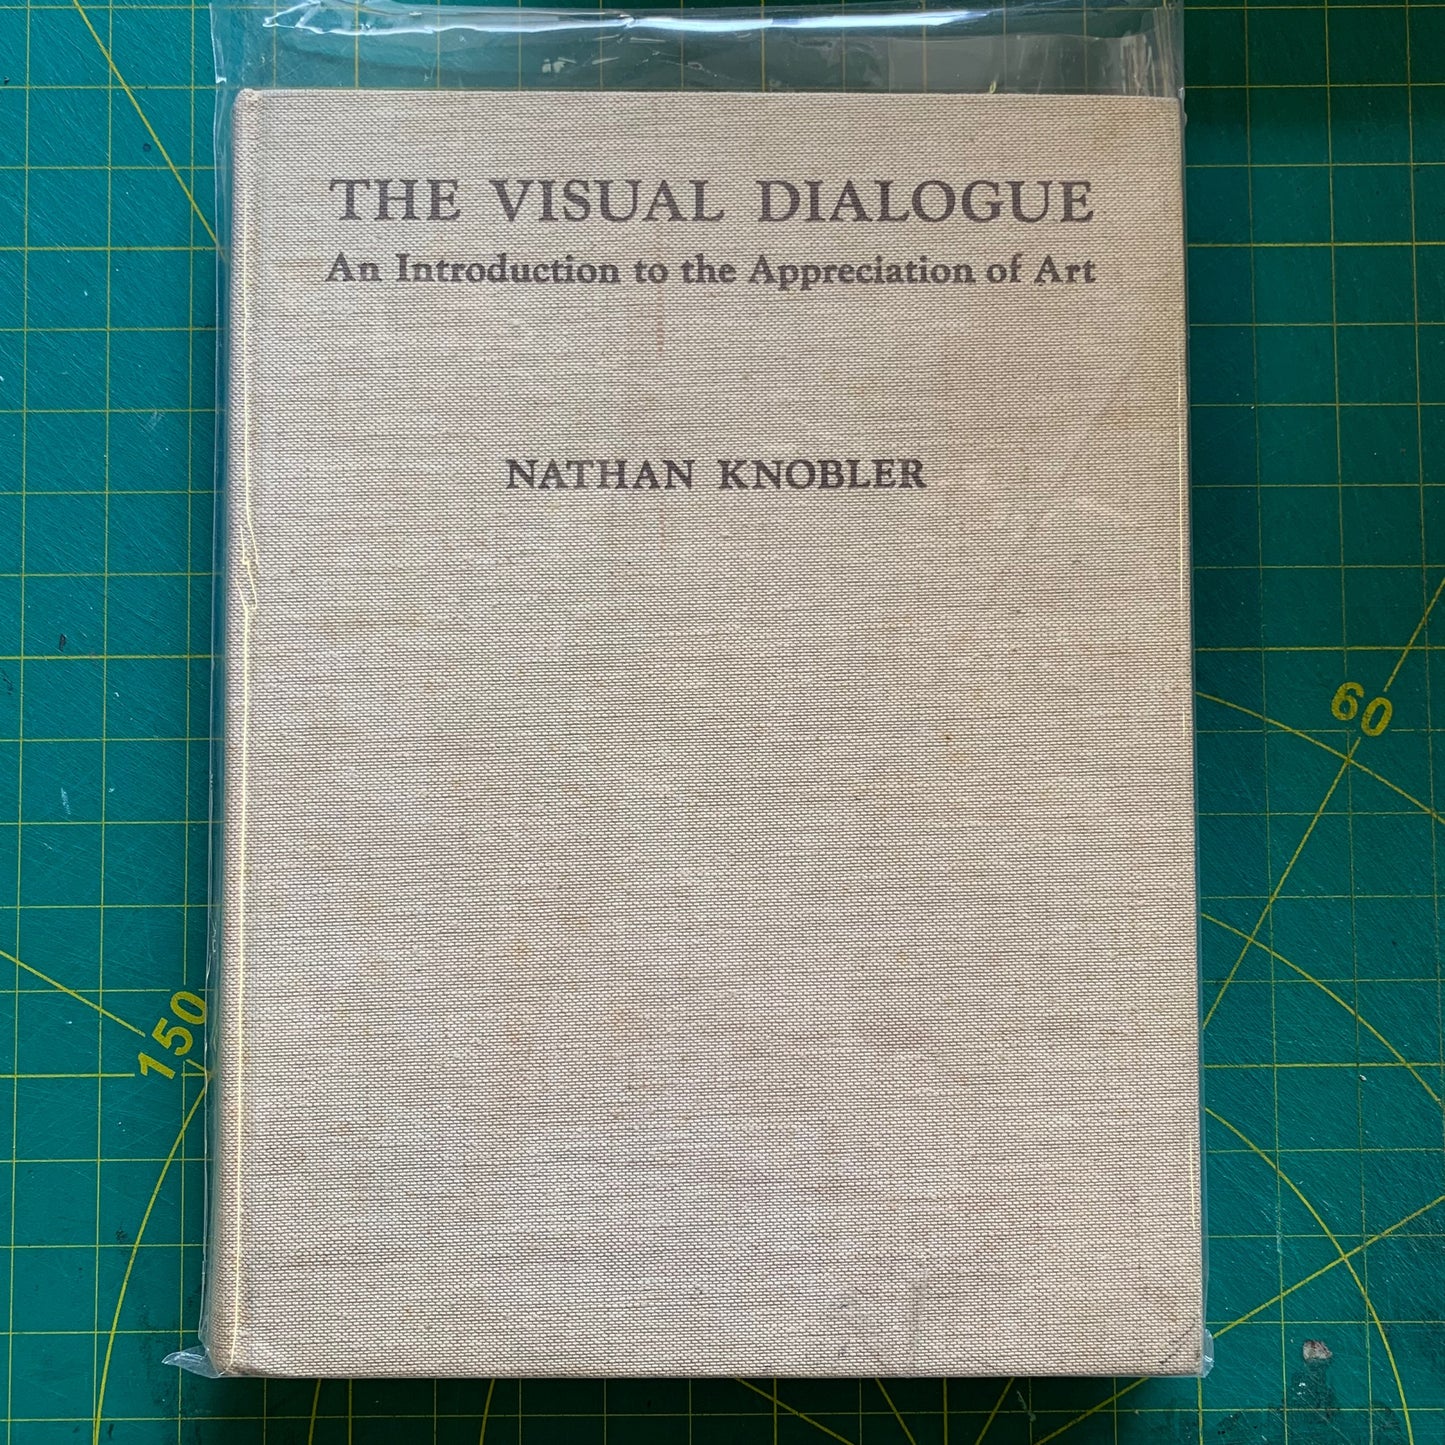 THE VISUAL DIALOGUE
An Introduction to the Appreciation of Art
NATHAN KNOBLER
60
150